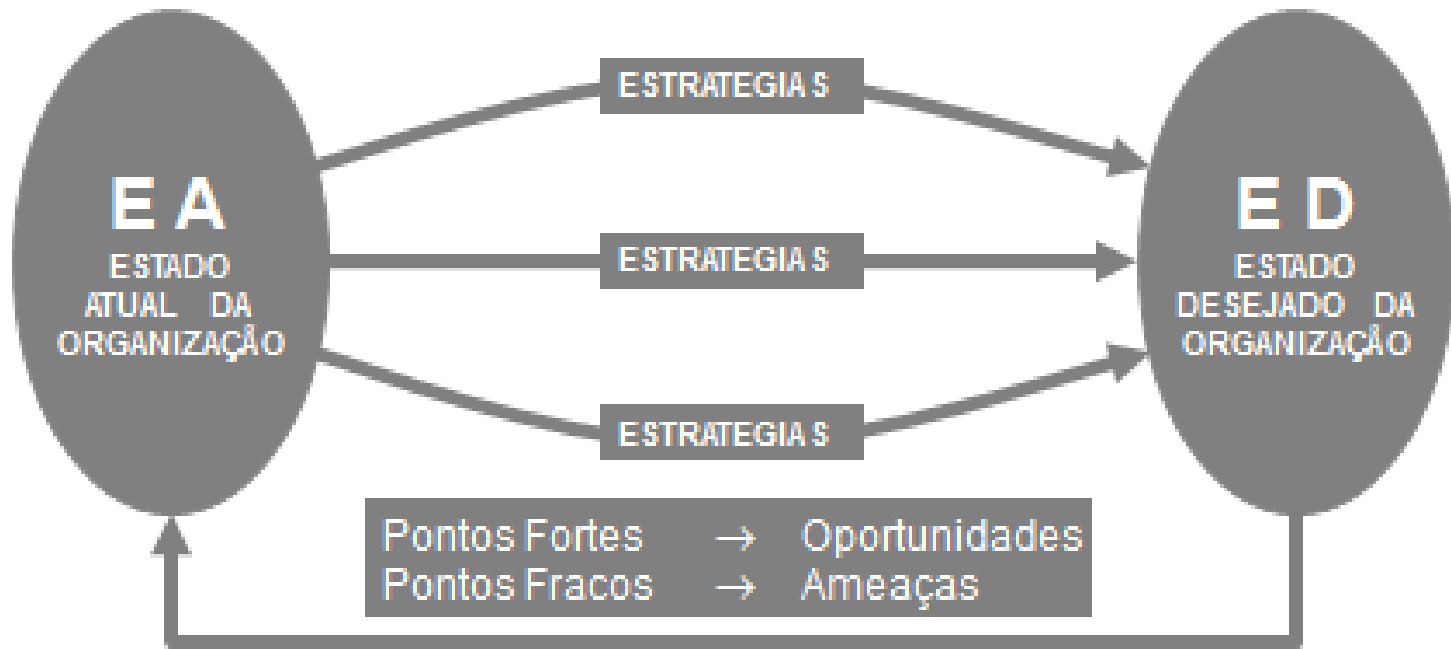 E A
ESTADO
ATUAL DA
ORGANIZAÇÃO
ESTRATEGIAS
ESTRATEGIAS
ESTRATEGIAS
E D
ESTADO
DESEJADO DA
ORGANIZAÇÃO
Pontos Fortes → Oportunidades
Pontos Fracos → Ameaças